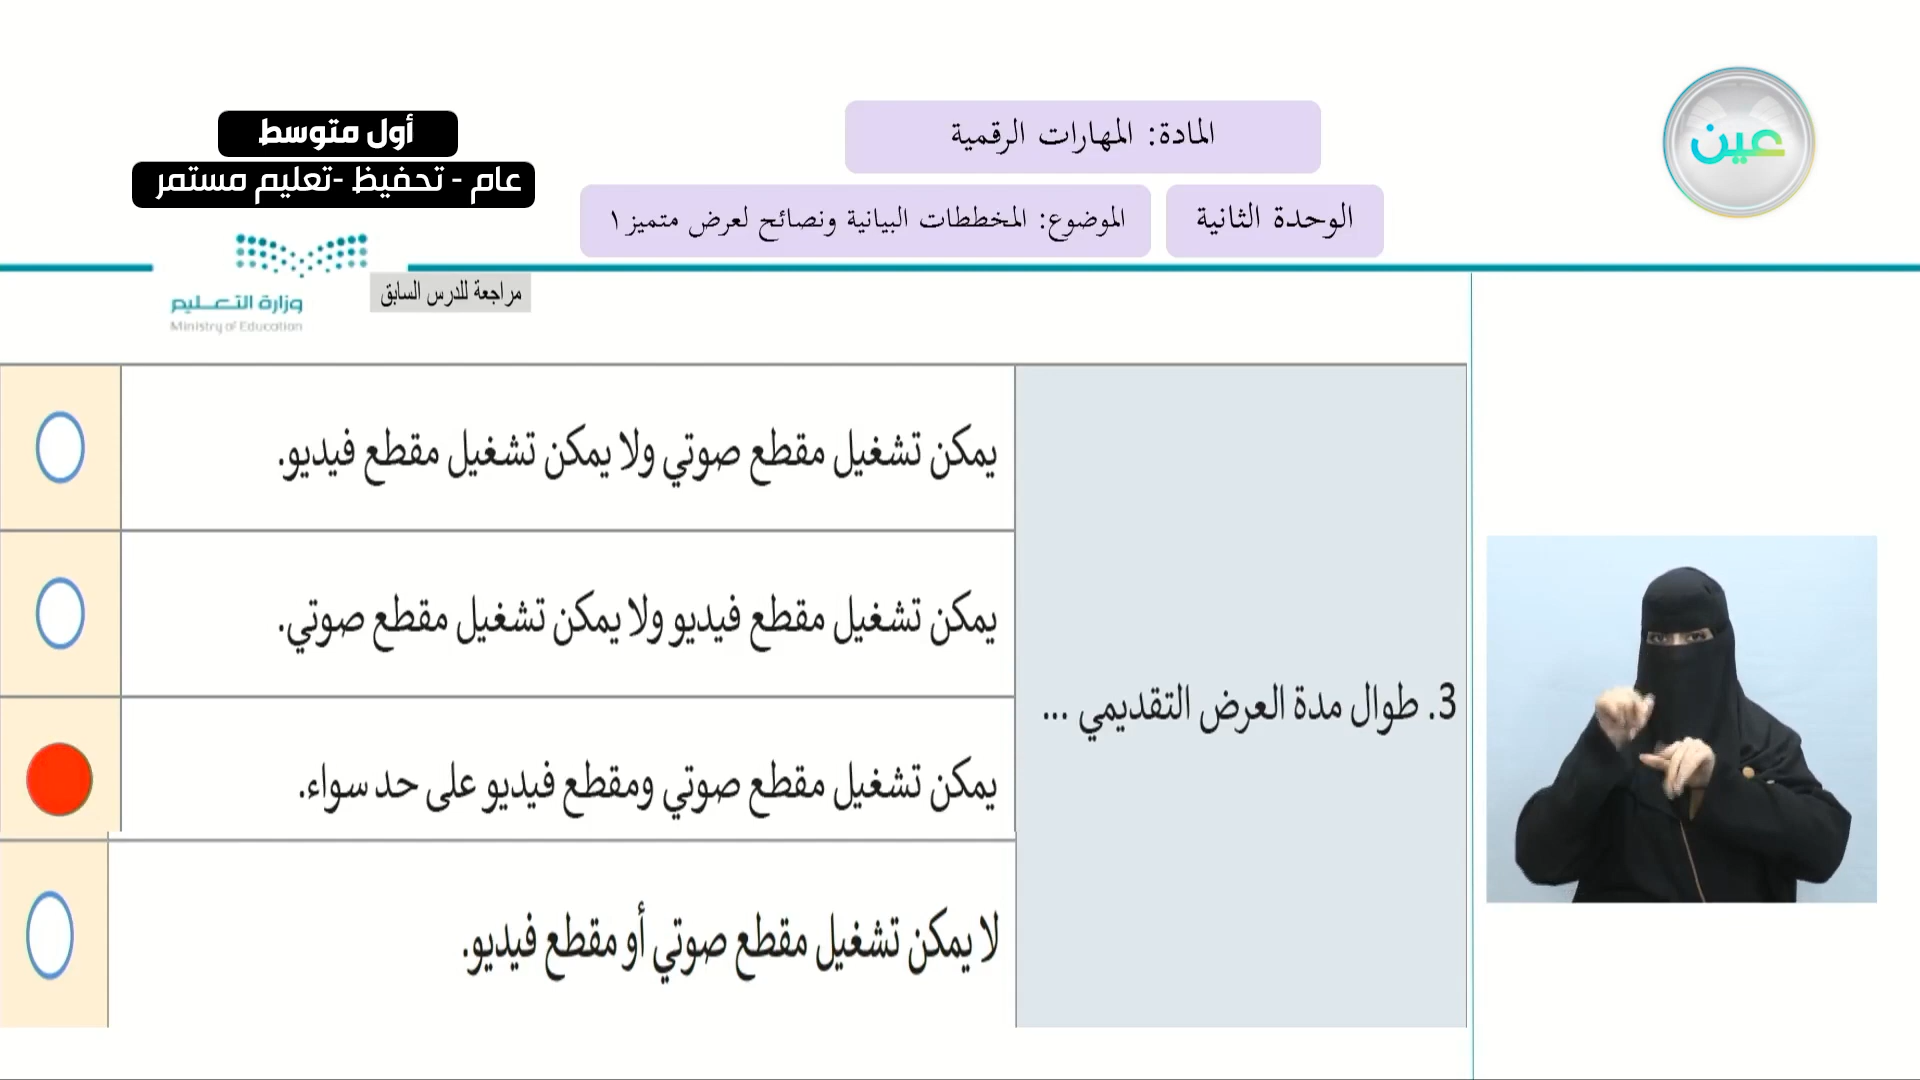 المادة: المهارات الرقمية
عين
أول متوسط
عام - تحفيظ -تعليم مستمر
الوحدة الثانية
الموضوع: المخططات البيانية ونصائح لعرض متميز ١
وزارة التعليم
Ministry of Education
مراجعة للدرس السابق
3. طوال مدة العرض التقديمي ...
يمكن تشغيل مقطع صوتي ولا يمكن تشغيل مقطع فيديو.
يمكن تشغيل مقطع فيديو ولا يمكن تشغيل مقطع صوتي.
يمكن تشغيل مقطع صوتي ومقطع فيديو على حد سواء.
لا يمكن تشغيل مقطع صوتي أو مقطع فيديو.